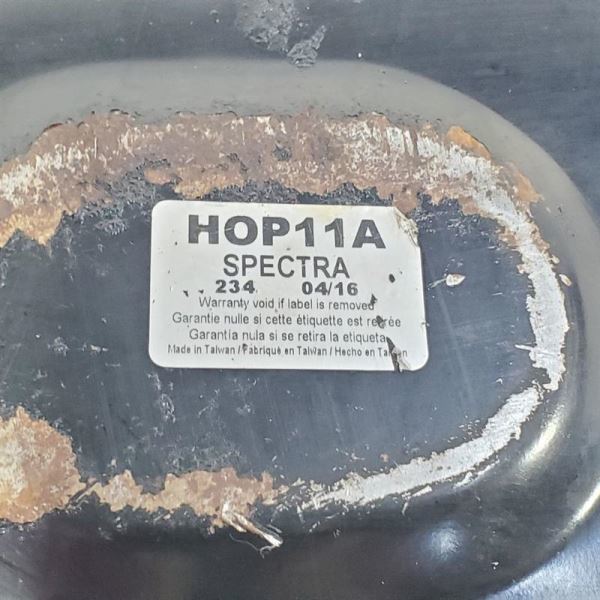 HOP11A
SPECTRA
234 04/16
Warranty void if label is removed
Garantie nulle si cette étiquette est retirée
Garantía nula si se retira la etiqueta
Made in Taiwan / Fabriqué en Taiwan / Hecho en Taiwan